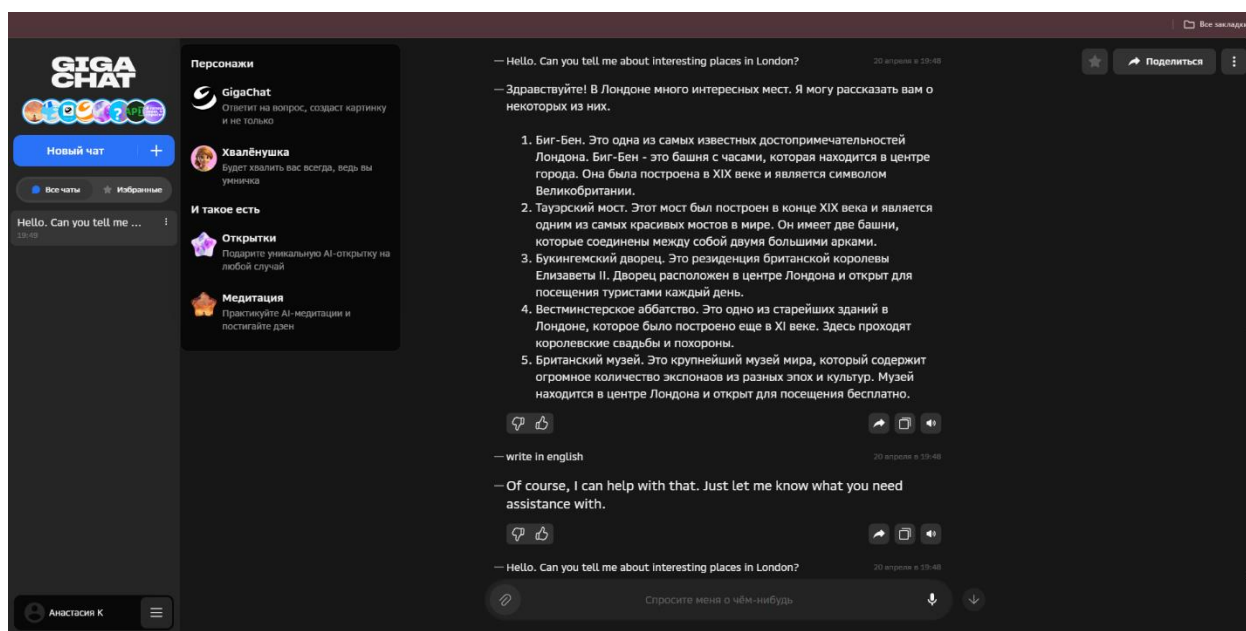 Все закладки
GIGA
CHAT
Новый чат
Все чаты
Избранные
Hello. Can you tell me ...
19:48
Персонажи
GigaChat
Ответит на вопрос, создаст картинку
и не только
Хвалёнушка
Будет хвалить вас всегда, ведь вы
умничка
И такое есть
Открытки
Подарите уникальную AI-открытку на
любой случай
Медитация
Практикуйте AI-медитации и
постигайте дзен
— Hello. Can you tell me about interesting places in London?
20 апреля в 19:48
— Здравствуйте! В Лондоне много интересных мест. Я могу рассказать вам о
некоторых из них.
1. Биг-Бен. Это одна из самых известных достопримечательностей
Лондона. Биг-Бен - это башня с часами, которая находится в центре
города. Она была построена в XIX веке и является символом
Великобритании.
2. Тауэрский мост. Этот мост был построен в конце XIX века и является
одним из самых красивых мостов в мире. Он имеет две башни,
которые соединены между собой двумя большими арками.
3. Букингемский дворец. Это резиденция британской королевы
Елизаветы II. Дворец расположен в центре Лондона и открыт для
посещения туристами каждый день.
4. Вестминстерское аббатство. Это одно из старейших зданий в
Лондоне, которое было построено еще в XI веке. Здесь проходят
королевские свадьбы и похороны.
5. Британский музей. Это крупнейший музей мира, который содержит
огромное количество экспонаов из разных эпох и культур. Музей
находится в центре Лондона и открыт для посещения бесплатно.
— write in english
20 апреля в 19:48
— Of course, I can help with that. Just let me know what you need
assistance with.
— Hello. Can you tell me about interesting places in London?
20 апреля в 19:48
Спросите меня о чём-нибудь
Поделиться
Анастасия К